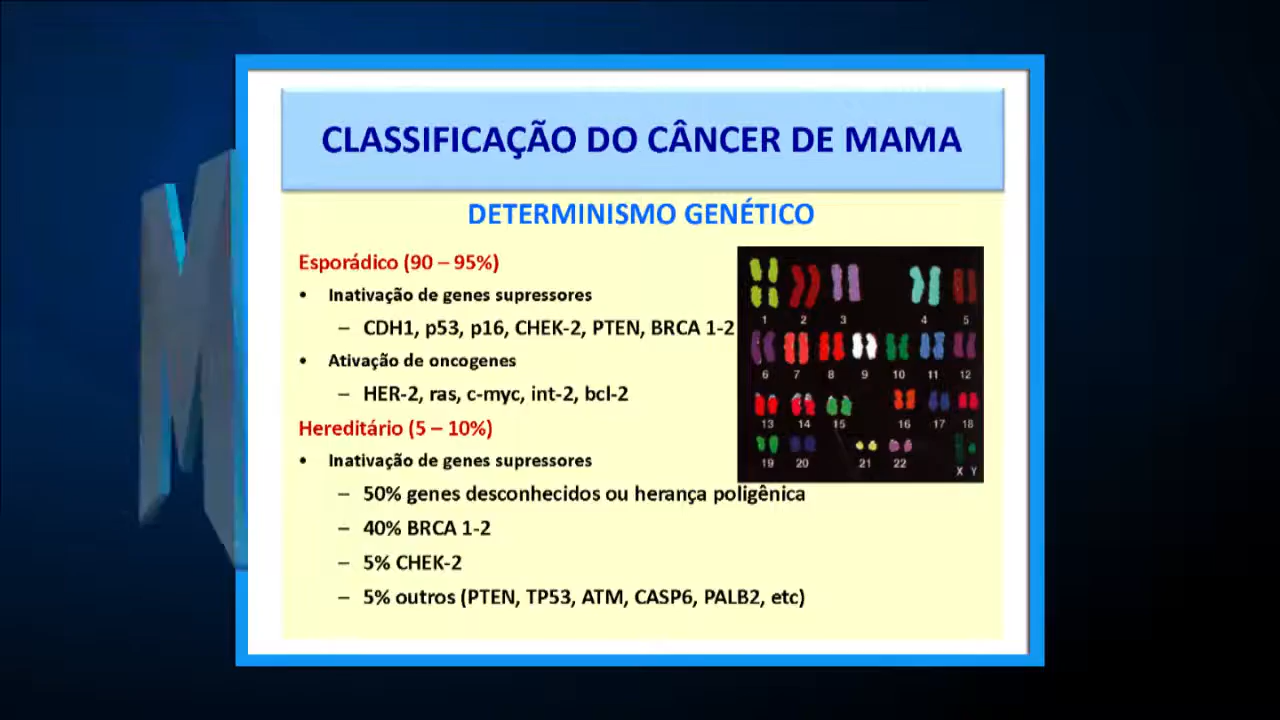 CLASSIFICAÇÃO DO CÂNCER DE MAMA
DETERMINISMO GENÉTICO
Esporádico (90 – 95%)
• Inativação de genes supressores
– CDH1, p53, p16, CHEK-2, PTEN, BRCA 1-2
• Ativação de oncogenes
– HER-2, ras, c-myc, int-2, bcl-2
Hereditário (5 – 10%)
• Inativação de genes supressores
– 50% genes desconhecidos ou herança poligênica
– 40% BRCA 1-2
– 5% CHEK-2
– 5% outros (PTEN, TP53, ATM, CASP6, PALB2, etc)
1 2 3 4 5
6 7 8 9 10 11 12
13 14 15 16 17 18
19 20 21 22 X Y
M